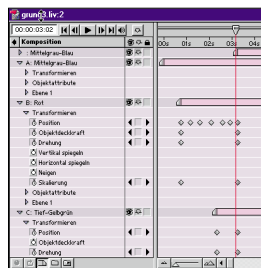 grun03.liv:2
00:00:03:02
Komposition
00s 01s 02s 03s 04s
: Mittelgrau-Blau
A: Mittelgrau-Blau
Transformieren
Objektattribute
Ebene 1
B: Rot
Transformieren
Position
Objektdeckkraft
Drehung
Vertikal spiegeln
Horizontal spiegeln
Neigen
Skalierung
Objektattribute
Ebene 1
C: Tief-Gelbgrün
Transformieren
Position
Objektdeckkraft
Drehung